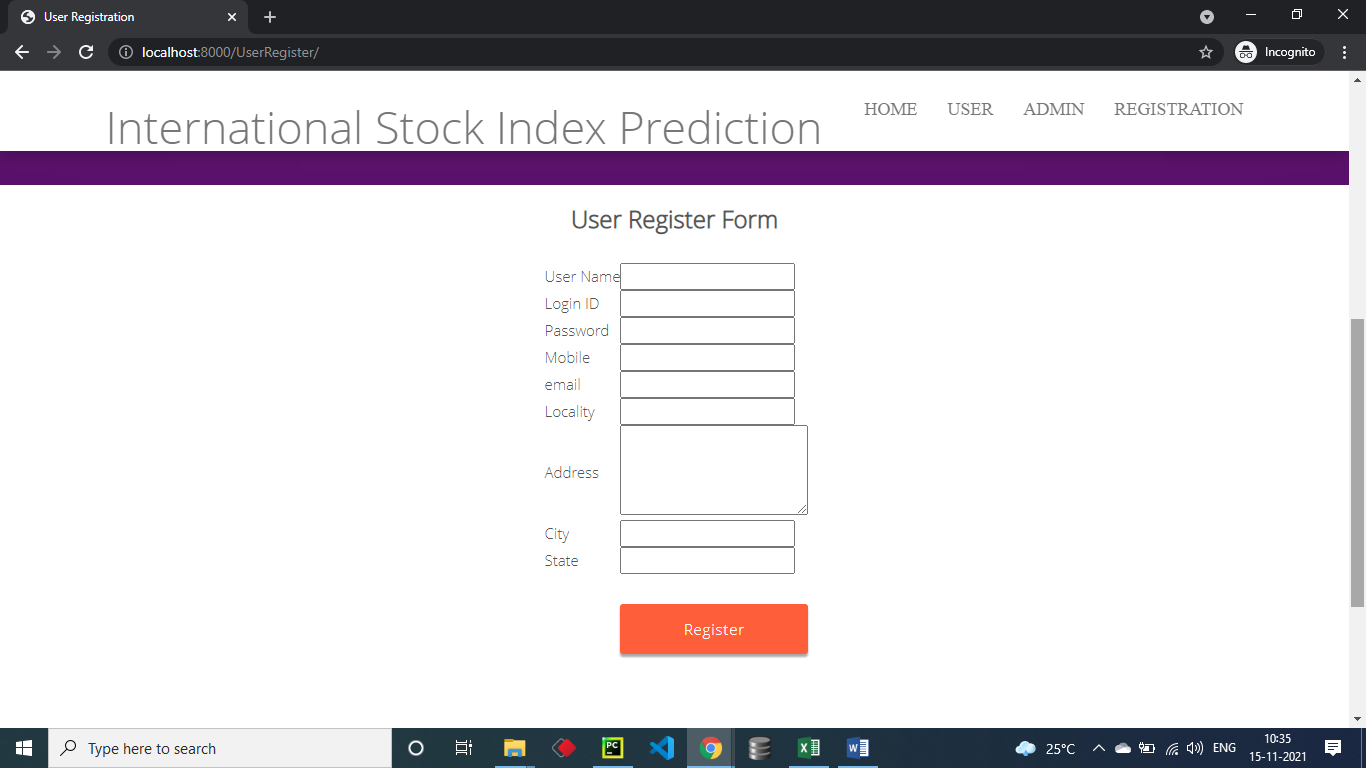 User Registration
localhost:8000/UserRegister/
Incognito
International Stock Index Prediction
HOME USER ADMIN REGISTRATION
User Register Form
User Name
Login ID
Password
Mobile
email
Locality
Address
City
State
Register
Type here to search
PC
25°C
ENG
10:35
15-11-2021